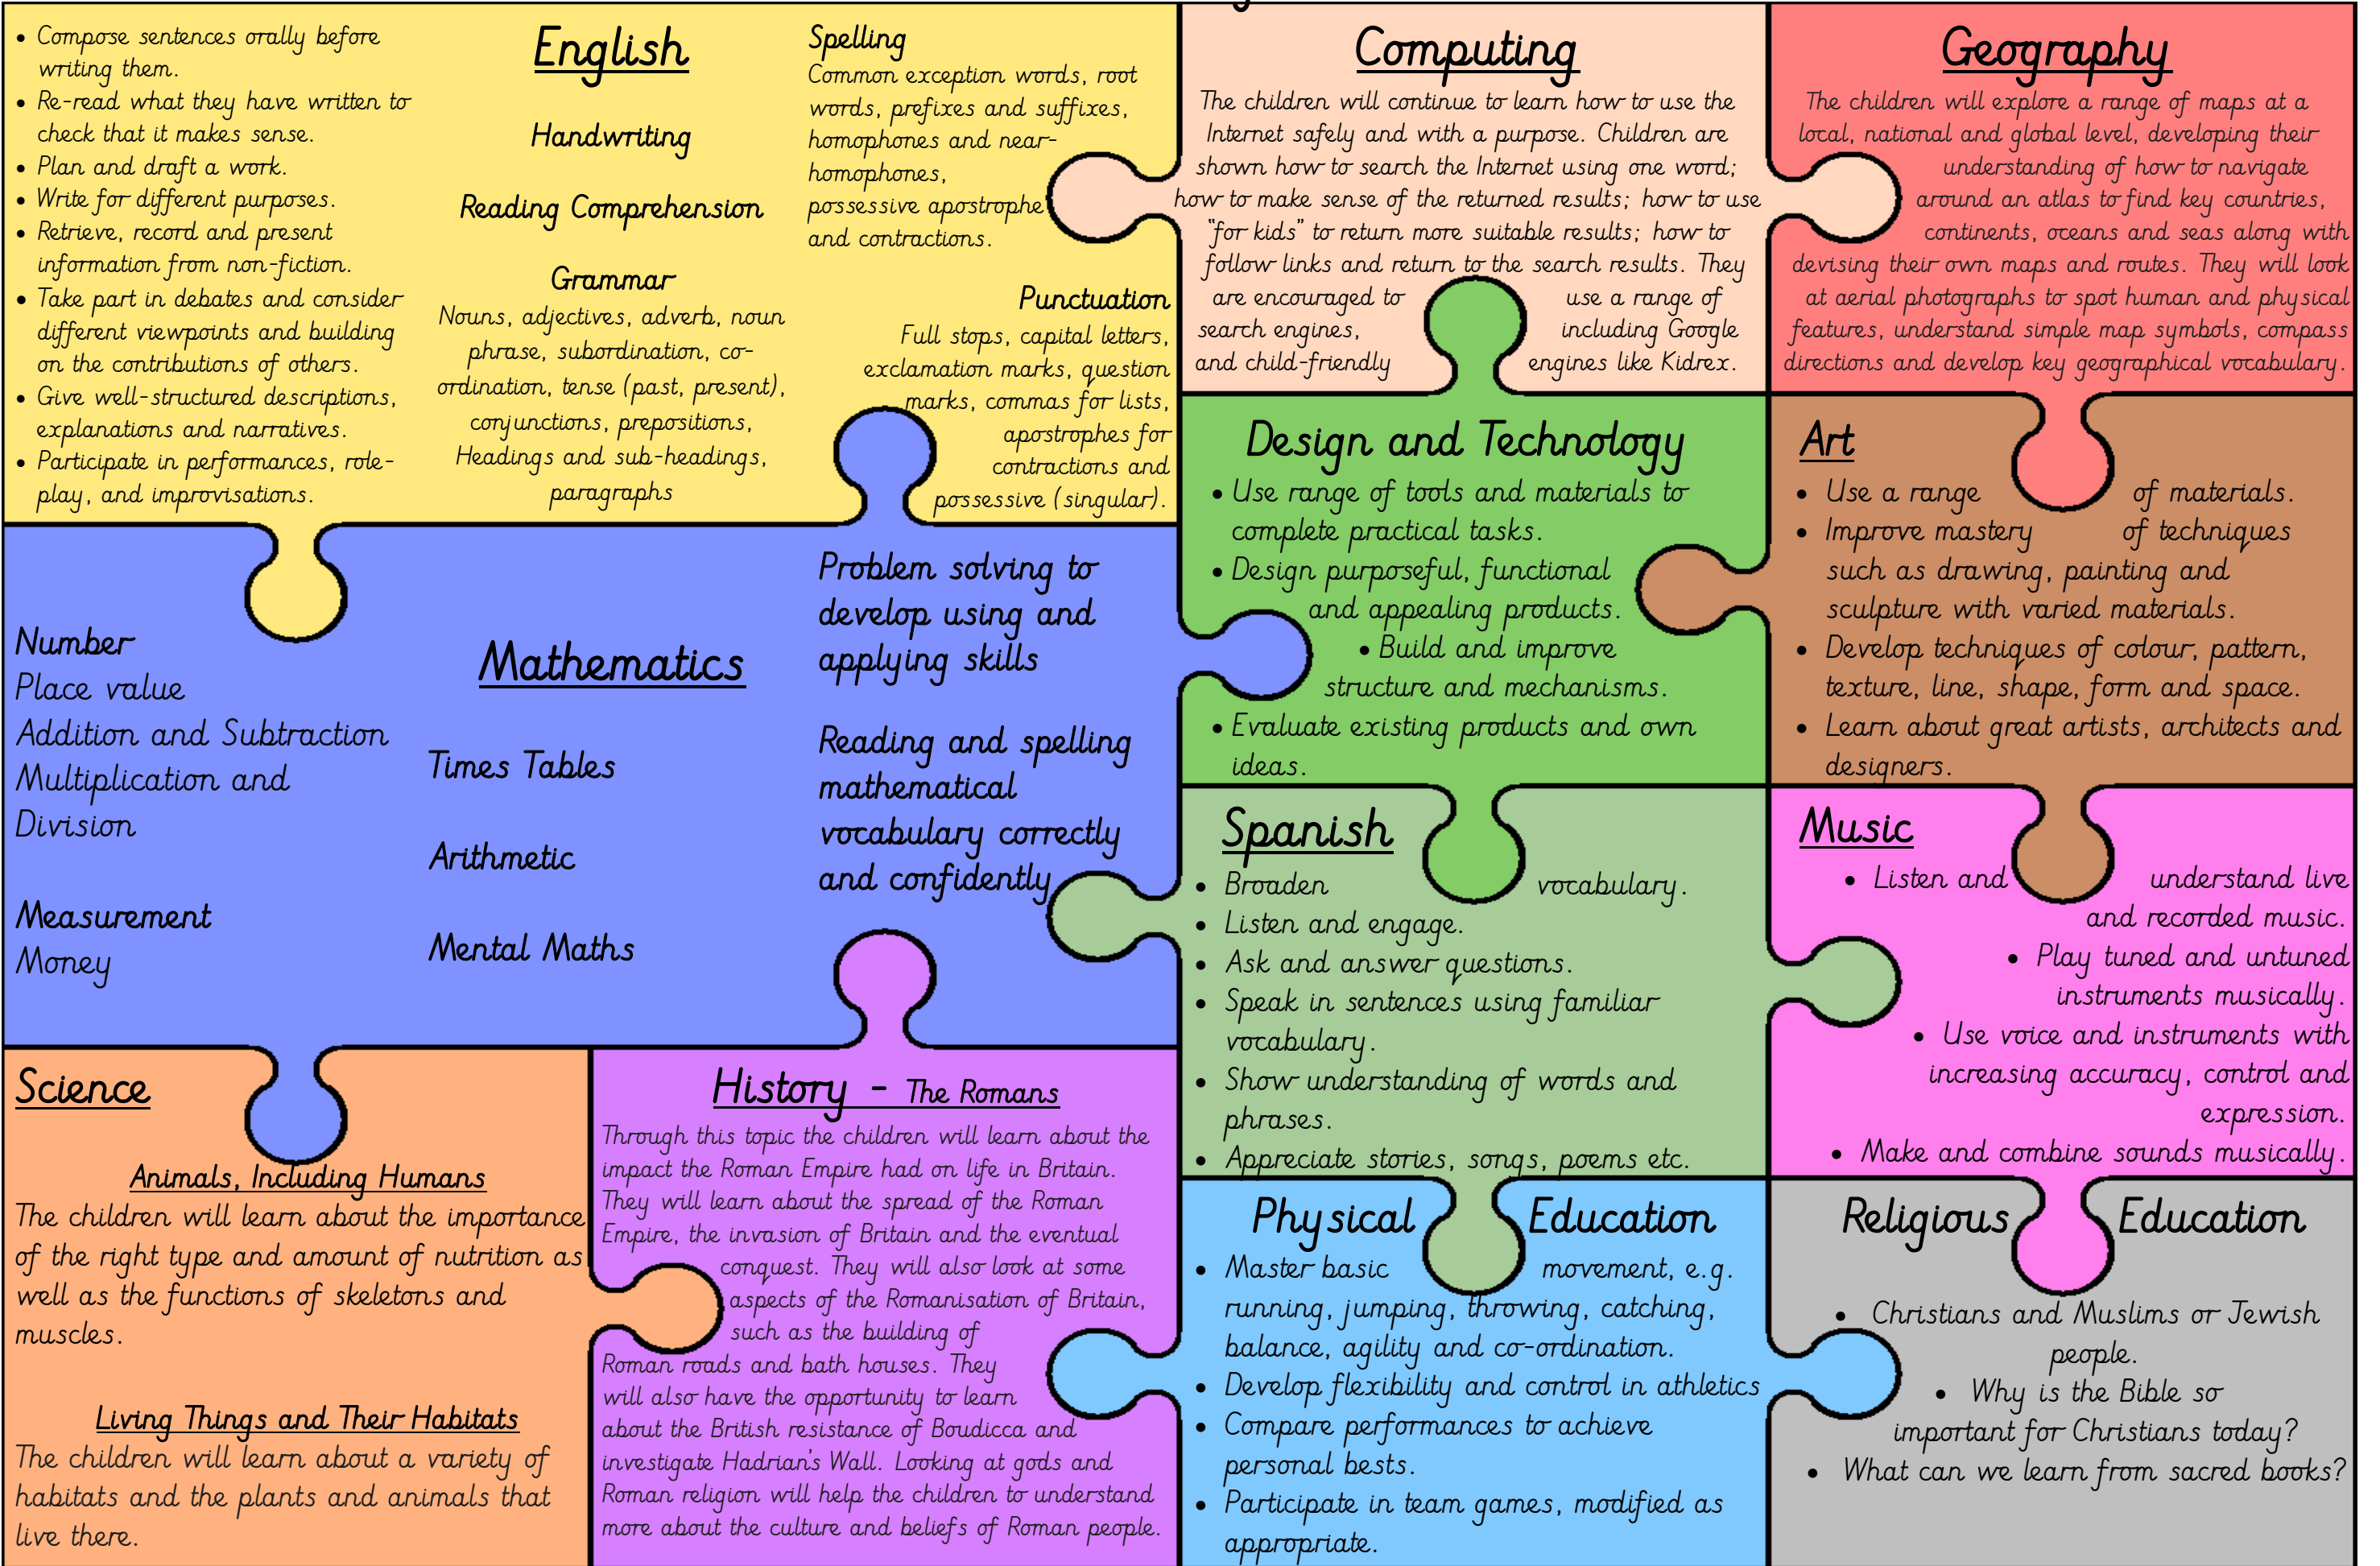 English
• Compose sentences orally before
writing them.
• Re-read what they have written to
check that it makes sense.
• Plan and draft a work.
• Write for different purposes.
• Retrieve, record and present
information from non-fiction.
• Take part in debates and consider
different viewpoints and building
on the contributions of others.
• Give well-structured descriptions,
explanations and narratives.
• Participate in performances, role-
play, and improvisations.
Handwriting
Reading Comprehension
Grammar
Nouns, adjectives, adverb, noun
phrase, subordination, co-
ordination, tense (past, present),
conjunctions, prepositions,
Headings and sub-headings,
paragraphs
Spelling
Common exception words, root
words, prefixes and suffixes,
homophones and near-
homophones,
possessive apostrophe
and contractions.
Punctuation
Full stops, capital letters,
exclamation marks, question
marks, commas for lists,
apostrophes for
contractions and
possessive (singular).
Computing
The children will continue to learn how to use the
Internet safely and with a purpose. Children are
shown how to search the Internet using one word;
how to make sense of the returned results; how to use
"for kids" to return more suitable results; how to
follow links and return to the search results. They
are encouraged to use a range of
search engines, including Google
and child-friendly engines like Kidrex.
Geography
The children will explore a range of maps at a
local, national and global level, developing their
understanding of how to navigate
around an atlas to find key countries,
continents, oceans and seas along with
devising their own maps and routes. They will look
at aerial photographs to spot human and physical
features, understand simple map symbols, compass
directions and develop key geographical vocabulary.
Mathematics
Number
Place value
Addition and Subtraction
Multiplication and
Division
Measurement
Money
Times Tables
Arithmetic
Mental Maths
Problem solving to
develop using and
applying skills
Reading and spelling
mathematical
vocabulary correctly
and confidently
Design and Technology
• Use range of tools and materials to
complete practical tasks.
• Design purposeful, functional
and appealing products.
• Build and improve
structure and mechanisms.
• Evaluate existing products and own
ideas.
Art
• Use a range of materials.
• Improve mastery of techniques
such as drawing, painting and
sculpture with varied materials.
• Develop techniques of colour, pattern,
texture, line, shape, form and space.
• Learn about great artists, architects and
designers.
Spanish
• Broaden vocabulary.
• Listen and engage.
• Ask and answer questions.
• Speak in sentences using familiar
vocabulary.
• Show understanding of words and
phrases.
• Appreciate stories, songs, poems etc.
Music
• Listen and understand live
and recorded music.
• Play tuned and untuned
instruments musically.
• Use voice and instruments with
increasing accuracy, control and
expression.
• Make and combine sounds musically.
Science
Animals, Including Humans
The children will learn about the importance
of the right type and amount of nutrition as
well as the functions of skeletons and
muscles.
Living Things and Their Habitats
The children will learn about a variety of
habitats and the plants and animals that
live there.
History - The Romans
Through this topic the children will learn about the
impact the Roman Empire had on life in Britain.
They will learn about the spread of the Roman
Empire, the invasion of Britain and the eventual
conquest. They will also look at some
aspects of the Romanisation of Britain,
such as the building of
Roman roads and bath houses. They
will also have the opportunity to learn
about the British resistance of Boudicca and
investigate Hadrian's Wall. Looking at gods and
Roman religion will help the children to understand
more about the culture and beliefs of Roman people.
Physical Education
• Master basic movement, e.g.
running, jumping, throwing, catching,
balance, agility and co-ordination.
• Develop flexibility and control in athletics
• Compare performances to achieve
personal bests.
• Participate in team games, modified as
appropriate.
Religious Education
• Christians and Muslims or Jewish
people.
• Why is the Bible so
important for Christians today?
• What can we learn from sacred books?